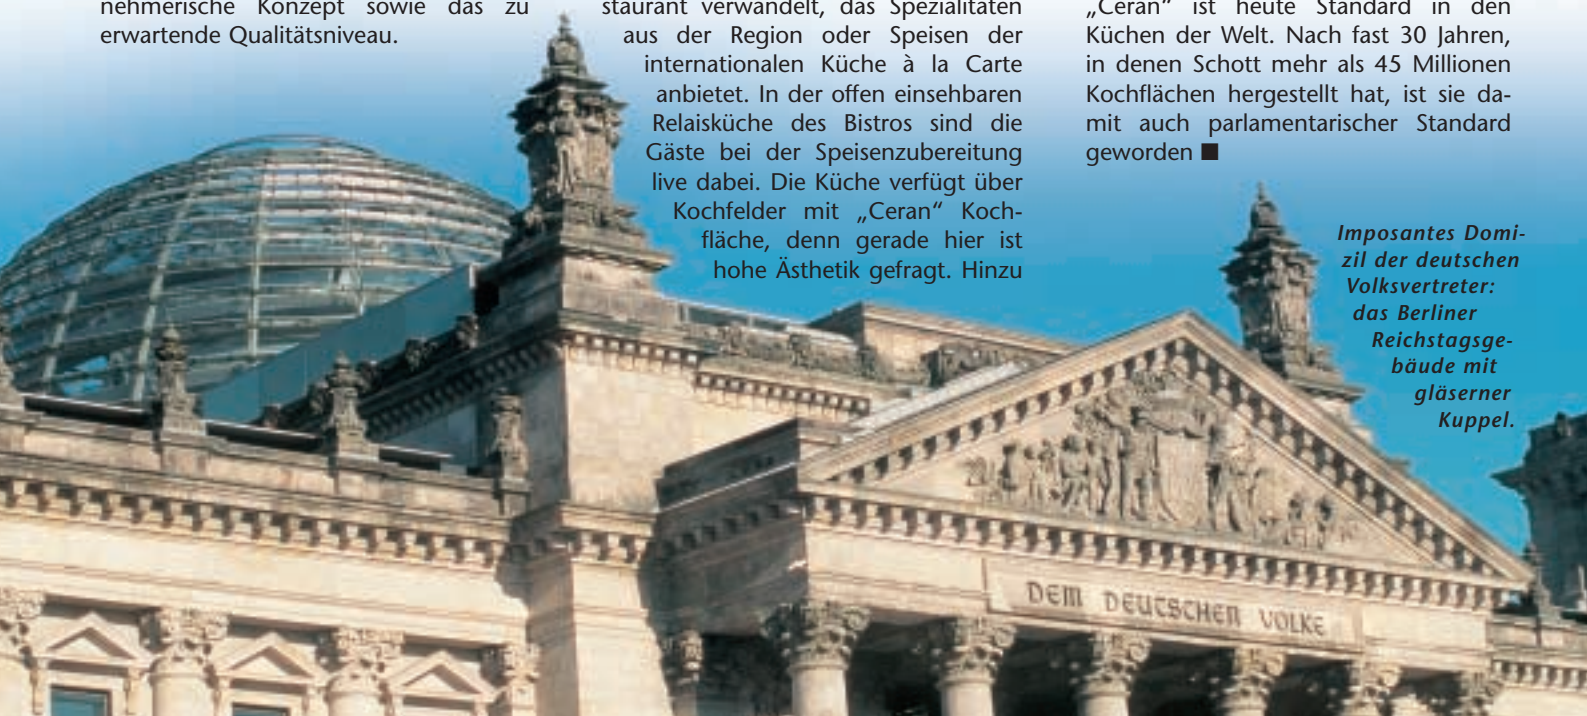 nehmerische Konzept sowie das zu
erwartende Qualitätsniveau.
staurant verwandelt, das Spezialitäten
aus der Region oder Speisen der
internationalen Küche à la Carte
anbietet. In der offen einsehbaren
Relaisküche des Bistros sind die
Gäste bei der Speisenzubereitung
live dabei. Die Küche verfügt über
Kochfelder mit „Ceran“ Koch-
fläche, denn gerade hier ist
hohe Ästhetik gefragt. Hinzu
„Ceran“ ist heute Standard in den
Küchen der Welt. Nach fast 30 Jahren,
in denen Schott mehr als 45 Millionen
Kochflächen hergestellt hat, ist sie da-
mit auch parlamentarischer Standard
geworden ■
Imposantes Domi-
zil der deutschen
Volksvertreter:
das Berliner
Reichstagsge-
bäude mit
gläserner
Kuppel.
DEM DEUTSCHEN VOLKE